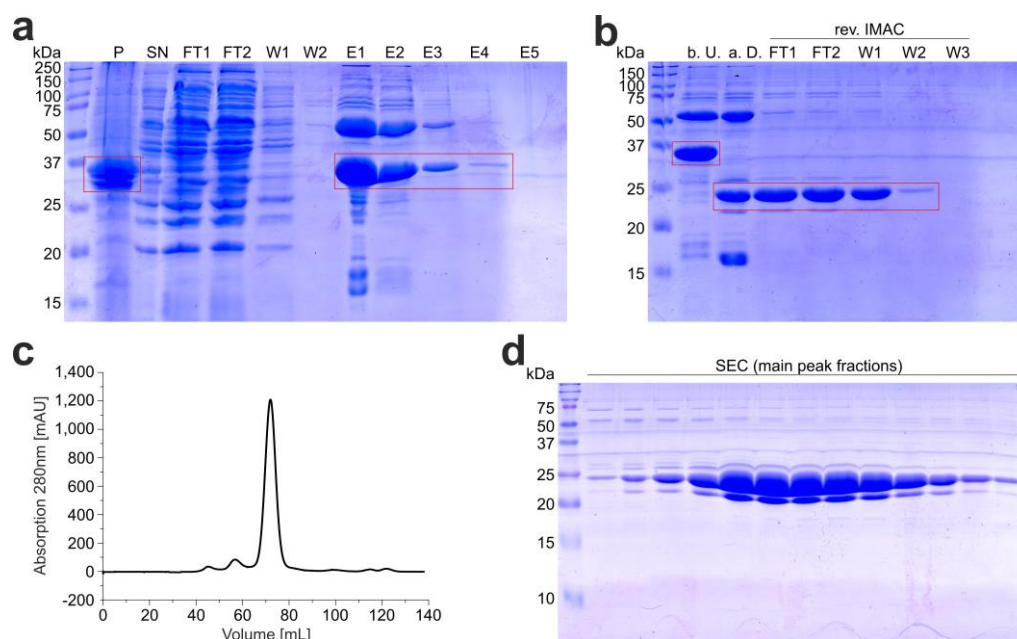 a
kDa P SN FT1 FT2 W1 W2 E1 E2 E3 E4 E5
250
150
100
75
50
37
25
20
15
b
rev. IMAC
kDa b. U. a. D. FT1 FT2 W1 W2 W3
150
100
75
50
37
25
20
15
c
Absorption 280nm [mAU]
1,400
1,200
1,000
800
600
400
200
0
-200
0 20 40 60 80 100 120 140
Volume [mL]
d
SEC (main peak fractions)
kDa
75
50
37
25
20
15
10